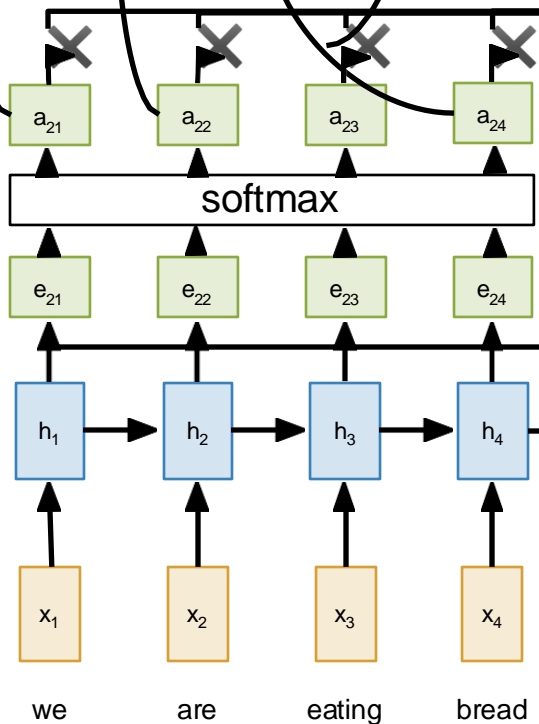 a21 a22 a23 a24
softmax
e21 e22 e23 e24
h1 h2 h3 h4
x1 x2 x3 x4
we are eating bread